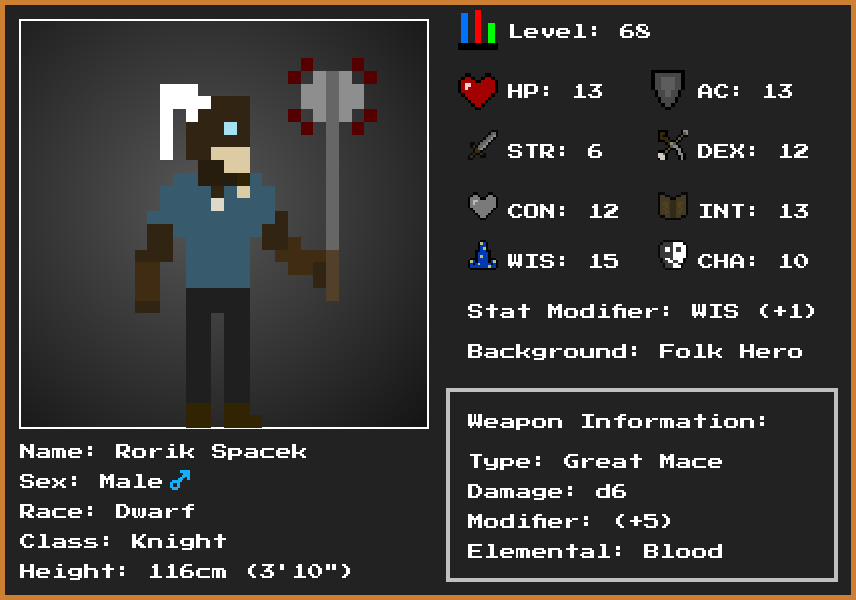 Level: 68
HP: 13
AC: 13
STR: 6
DEX: 12
CON: 12
INT: 13
WIS: 15
CHA: 10
Stat Modifier: WIS (+1)
Background: Folk Hero
Weapon Information:
Type: Great Mace
Damage: d6
Modifier: (+5)
Elemental: Blood
Name: Rorik Spacek
Sex: Male♂
Race: Dwarf
Class: Knight
Height: 116cm (3'10")